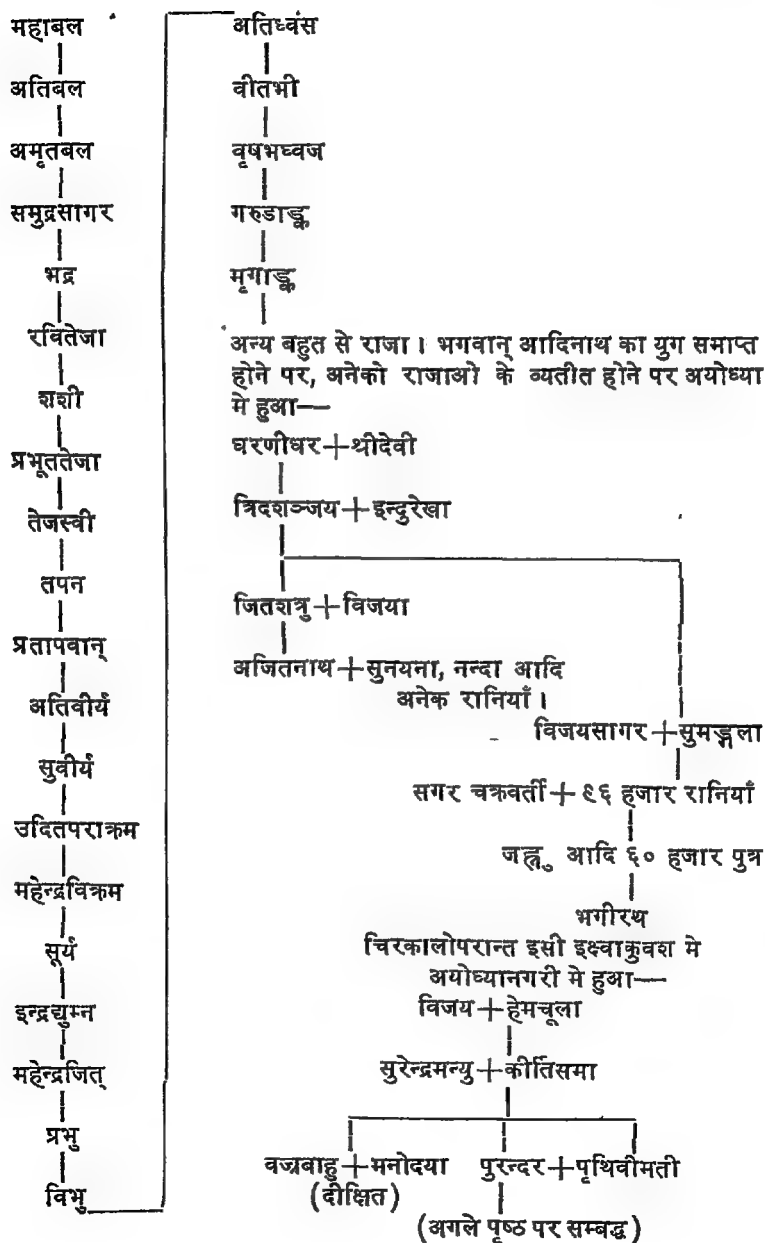 महाबल
अतिबल
अमृतबल
समुद्रसागर
भद्र
रवितेजा
शशी
प्रभूततेजा
तेजस्वी
तपन
प्रतापवान्
अतिवीर्य
सुवीर्य
उदितपराक्रम
महेन्द्रविक्रम
सूर्य
इन्द्रद्युम्न
महेन्द्रजित्
प्रभु
विभु
अतिध्वंस
वीतभी
वृषभध्वज
गरुडाङ्क
मृगाङ्क
अन्य बहुत से राजा । भगवान् आदिनाथ का युग समाप्त
होने पर, अनेको राजाओ के व्यतीत होने पर अयोध्या
मे हुआ—
धरणीधर+श्रीदेवी
त्रिदशञ्जय+इन्दुरेखा
जितशत्रु+विजया
अजितनाथ+सुनयना, नन्दा आदि
अनेक रानियाँ ।
विजयसागर+सुमङ्गला
सगर चक्रवर्ती+९६ हजार रानियाँ
जह्नु आदि ६० हजार पुत्र
भगीरथ
चिरकालोपरान्त इसी इक्ष्वाकुवश मे
अयोध्यानगरी मे हुआ—
विजय+हेमचूला
सुरेन्द्रमन्यु+कीर्तिसमा
वज्रबाहु+मनोदया पुरन्दर+पृथिवीमती
(दीक्षित)
(अगले पृष्ठ पर सम्बद्ध)